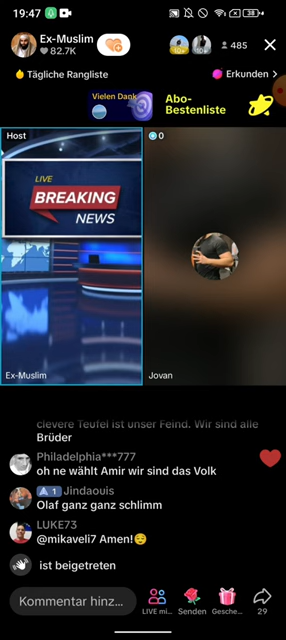 19:47
38
Ex-Muslim
82.7K
10
10
485
Tägliche Rangliste
Erkunden >
Vielen Dank
Abo-
Bestenliste
Host
0
LIVE
BREAKING
NEWS
Ex-Muslim
Jovan
clevere Teufel ist unser Feind. Wir sind alle
Brüder
Philadelphia***777
oh ne wählt Amir wir sind das Volk
1 Jindaouis
Olaf ganz ganz schlimm
LUKE73
@mikaveli7 Amen!😌
ist beigetreten
Kommentar hinz...
LIVE mi...
Senden
Gesche...
29